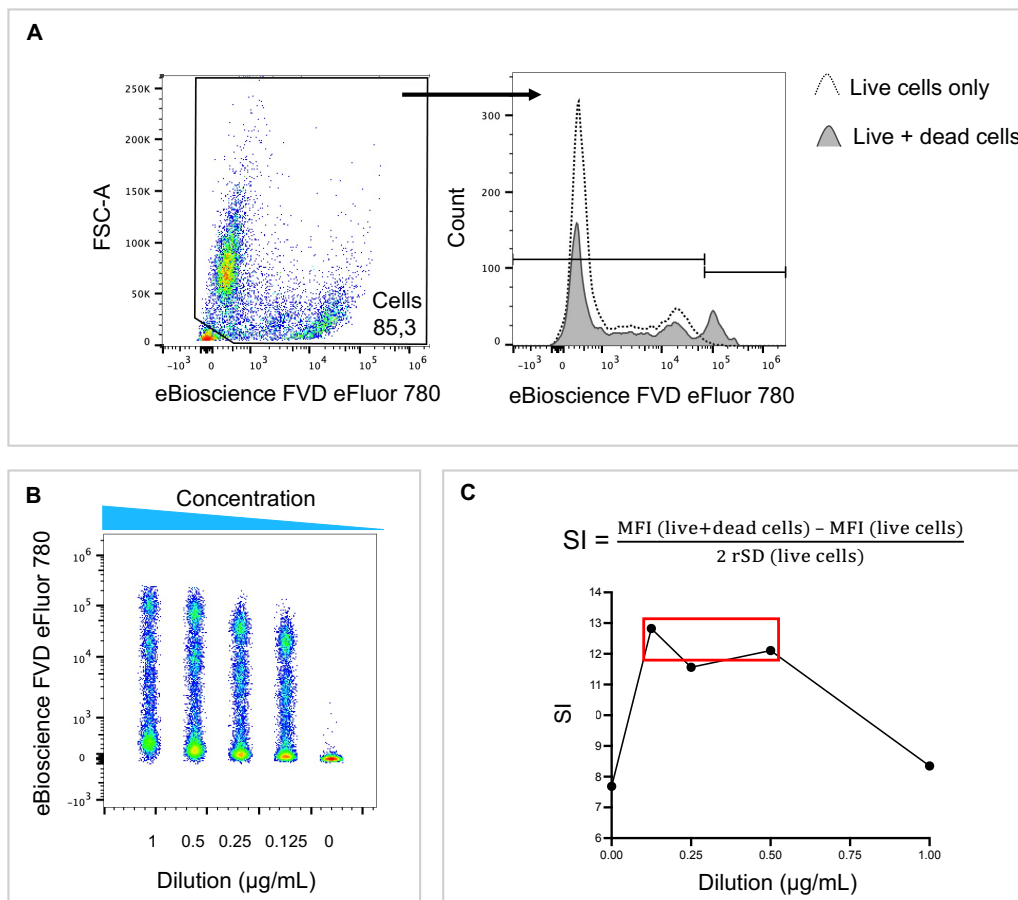 A
250K
200K
150K
100K
50K
0
FSC-A
Cells
85,3
-10³ 0 10³ 10⁴ 10⁵ 10⁶
eBioscience FVD eFluor 780
300
200
100
0
Count
-10³ 0 10³ 10⁴ 10⁵ 10⁶
eBioscience FVD eFluor 780
Live cells only
Live + dead cells
B
Concentration
eBioscience FVD eFluor 780
10⁶
10⁵
10⁴
10³
0
-10³
1 0.5 0.25 0.125 0
Dilution (µg/mL)
C
SI = MFI (live+dead cells) – MFI (live cells)
2 rSD (live cells)
14
13
12
11
0
9
8
7
6
SI
0.00 0.25 0.50 0.75 1.00
Dilution (µg/mL)